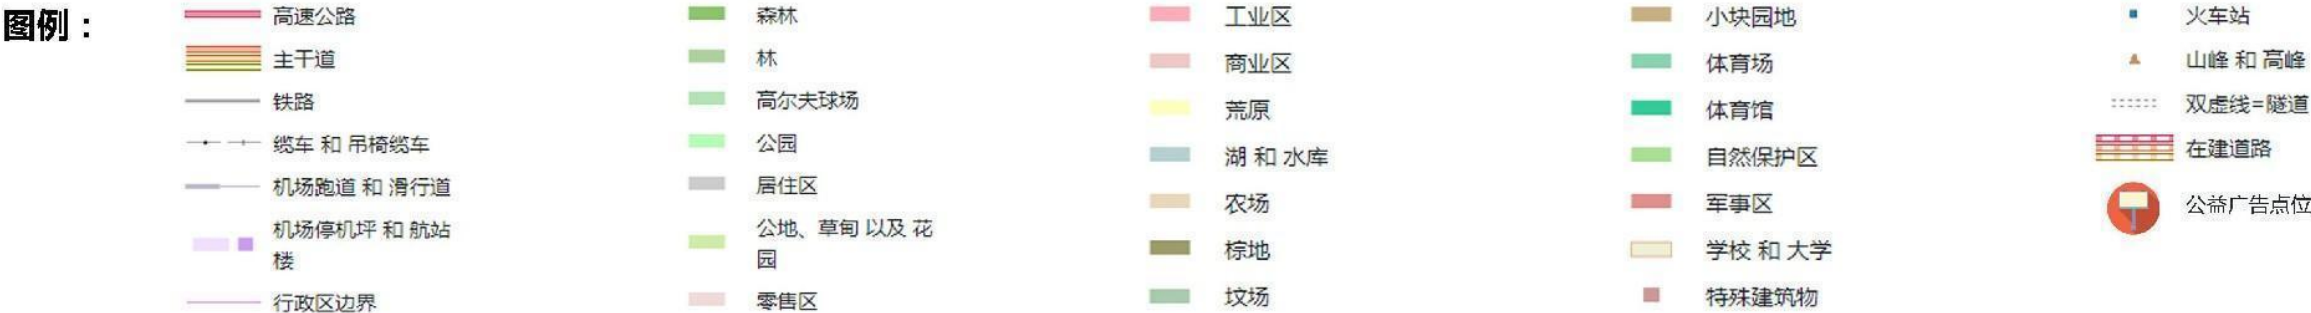 图例：
高速公路
主干道
铁路
缆车 和 吊椅缆车
机场跑道 和 滑行道
机场停机坪 和 航站
楼
行政区边界
森林
林
高尔夫球场
公园
居住区
公地、草甸 以及 花
园
零售区
工业区
商业区
荒原
湖 和 水库
农场
棕地
坟场
小块园地
体育场
体育馆
自然保护区
军事区
学校 和 大学
特殊建筑物
火车站
山峰 和 高峰
双虚线=隧道
在建道路
公益广告点位